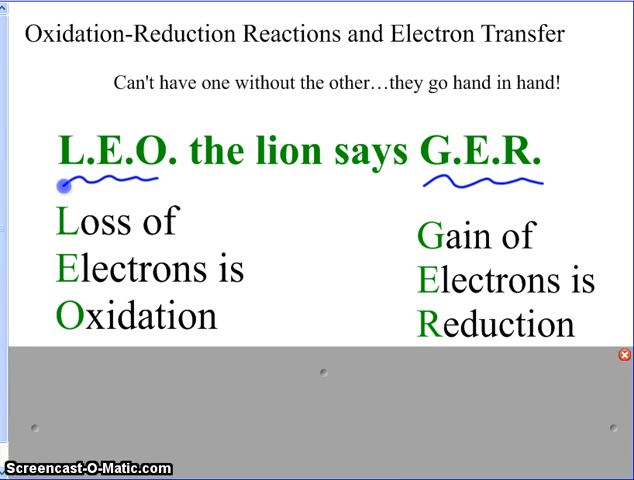 Oxidation-Reduction Reactions and Electron Transfer
Can't have one without the other…they go hand in hand!
L.E.O. the lion says G.E.R.
Loss of
Electrons is
Oxidation
Gain of
Electrons is
Reduction
Screencast-O-Matic.com